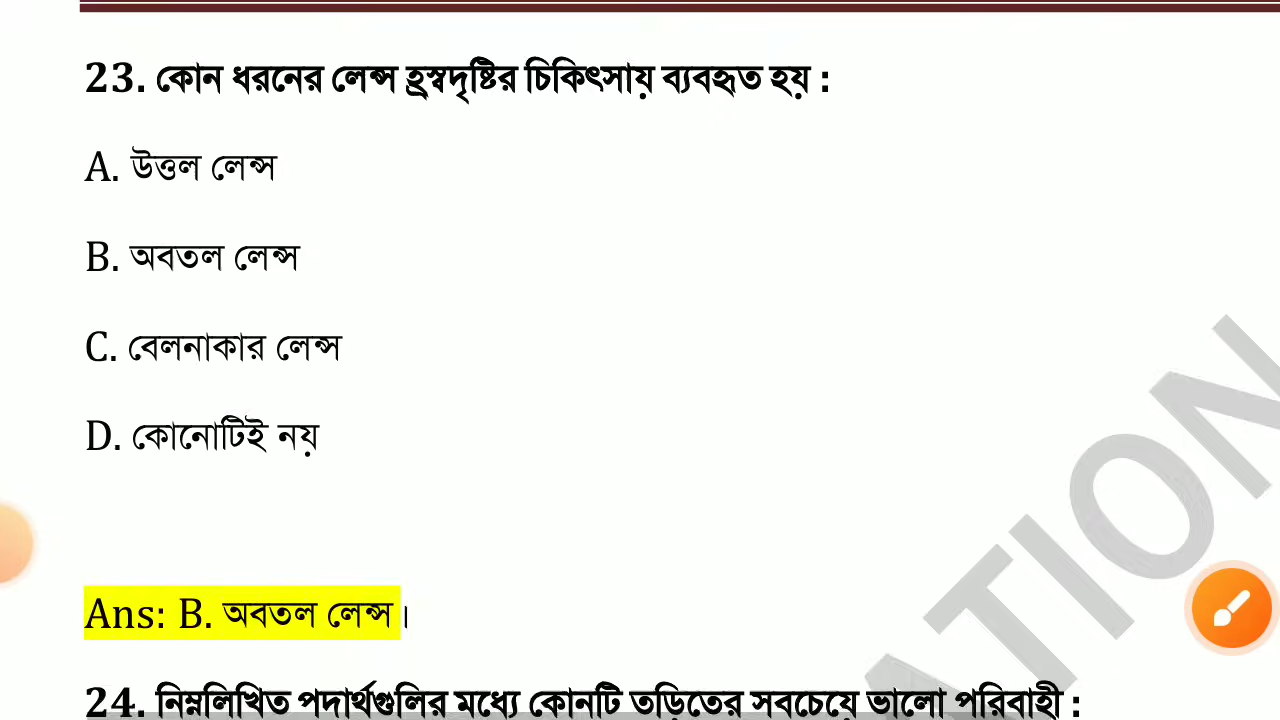 23. কোন ধরনের লেন্স হ্রস্বদৃষ্টির চিকিৎসায় ব্যবহৃত হয় :
A. উত্তল লেন্স
B. অবতল লেন্স
C. বেলনাকার লেন্স
D. কোনোটিই নয়
Ans: B. অবতল লেন্স।
24. নিম্নলিখিত পদার্থগুলির মধ্যে কোনটি তড়িতের সবচেয়ে ভালো পরিবাহী :
ATION